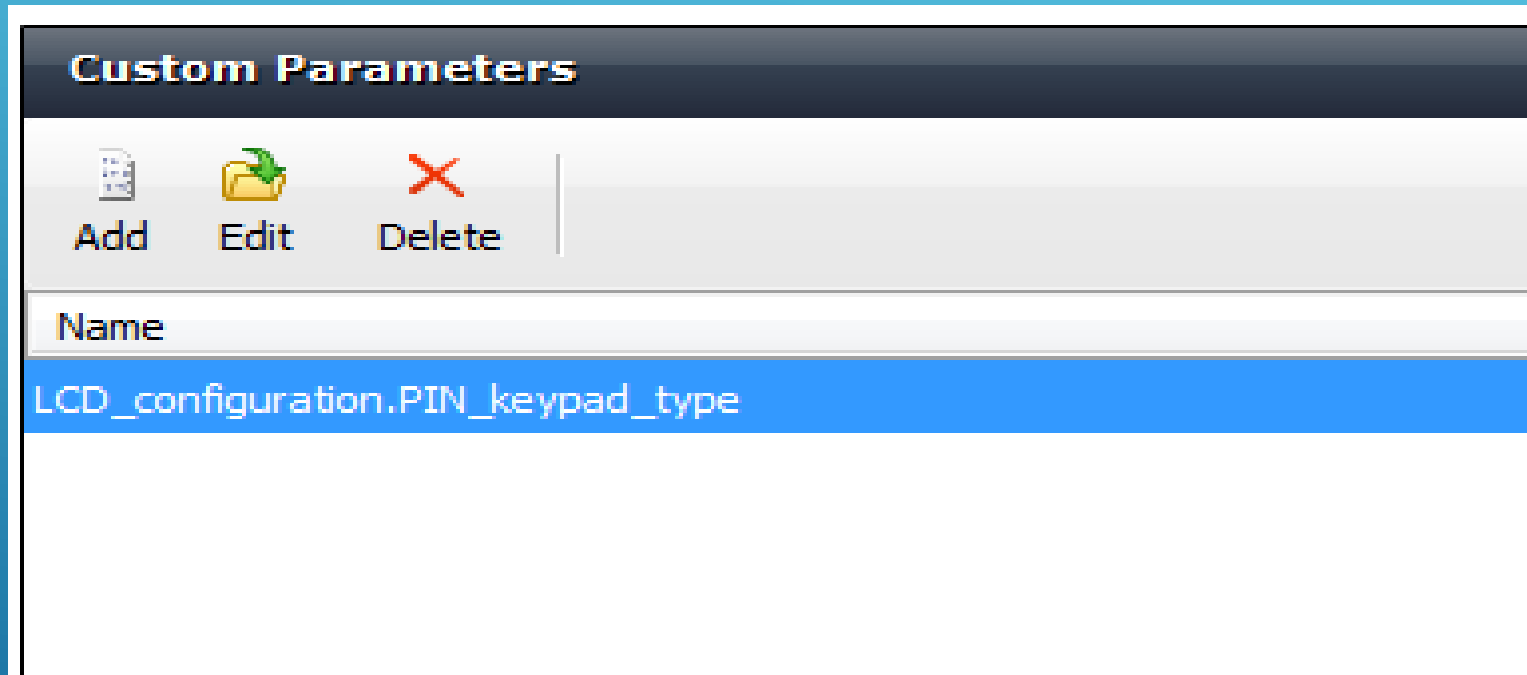 Custom Parameters
Add Edit Delete
Name
LCD_configuration.PIN_keypad_type